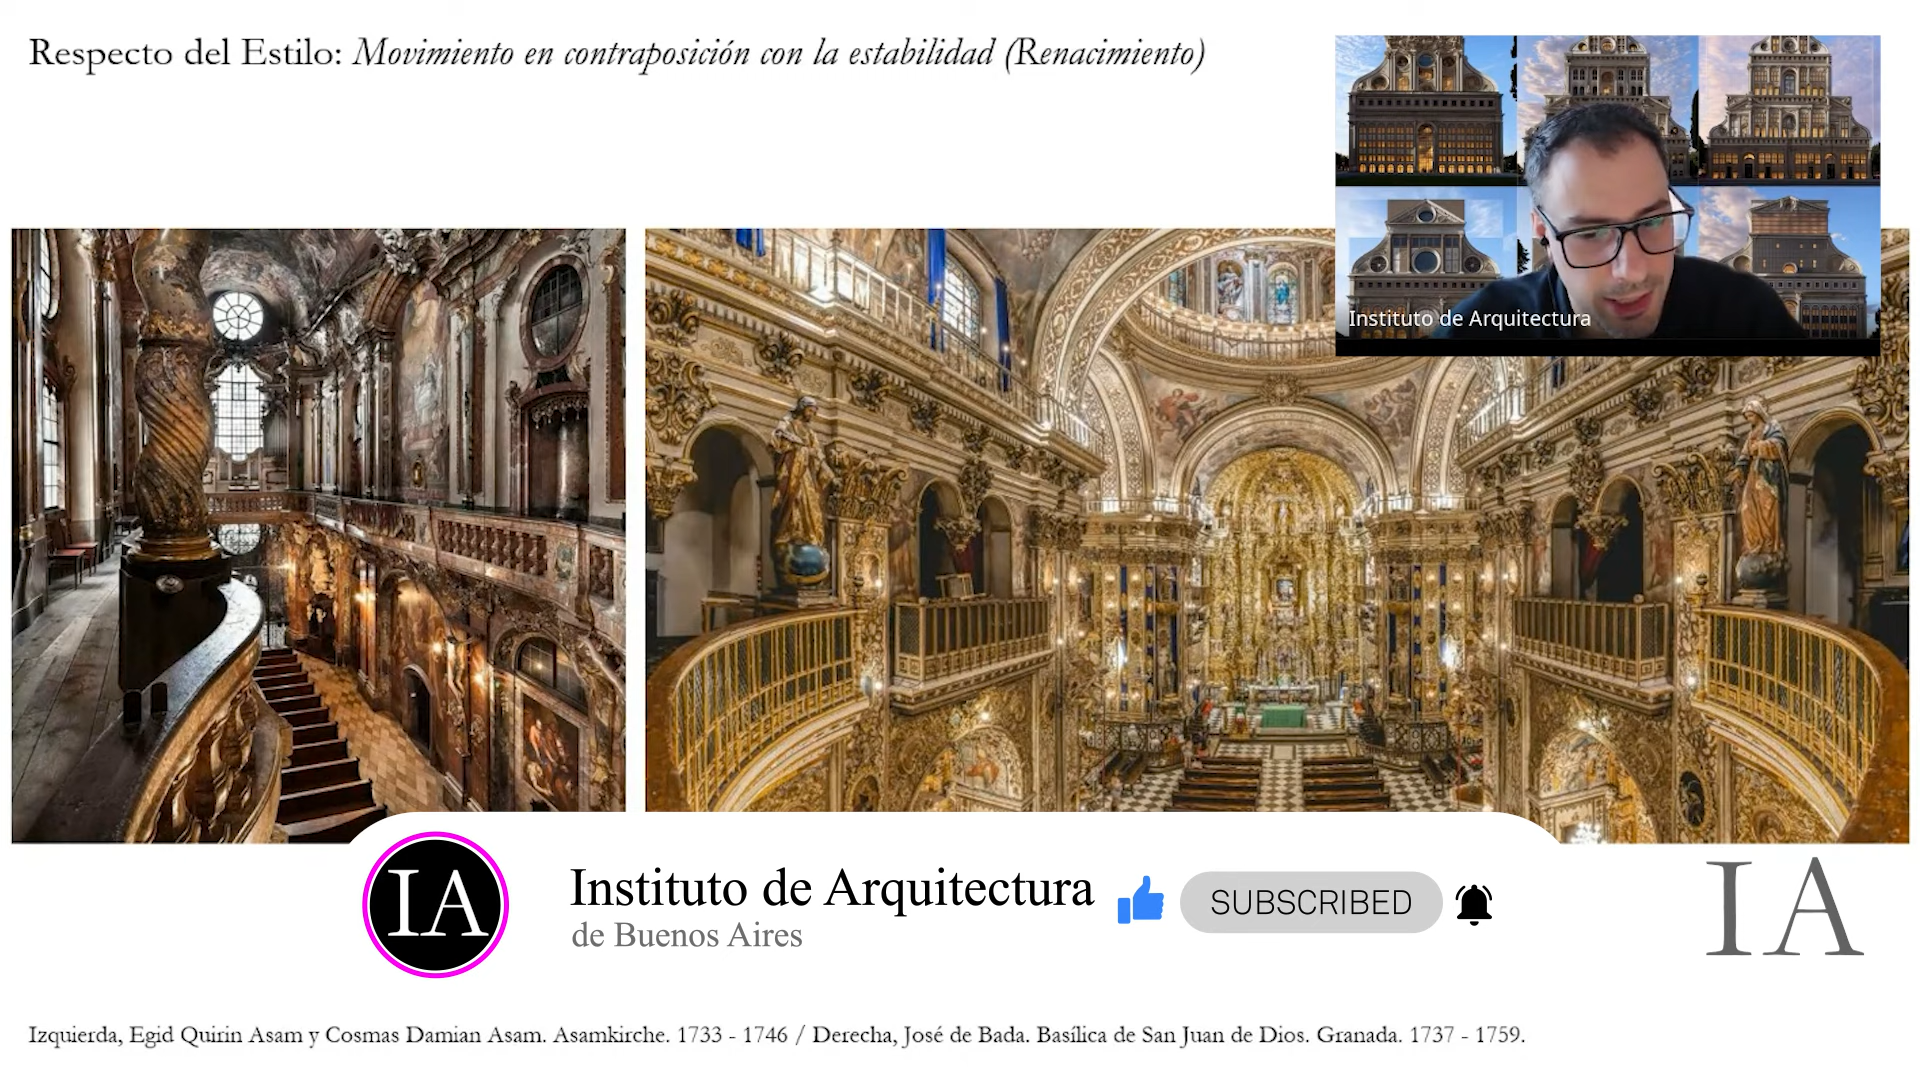 Respecto del Estilo: Movimiento en contraposición con la estabilidad (Renacimiento)
Instituto de Arquitectura
IA
Instituto de Arquitectura
de Buenos Aires
SUBSCRIBED
IA
Izquierda, Egid Quirin Asam y Cosmas Damian Asam. Asamkirche. 1733 - 1746 / Derecha, José de Bada. Basílica de San Juan de Dios. Granada. 1737 - 1759.